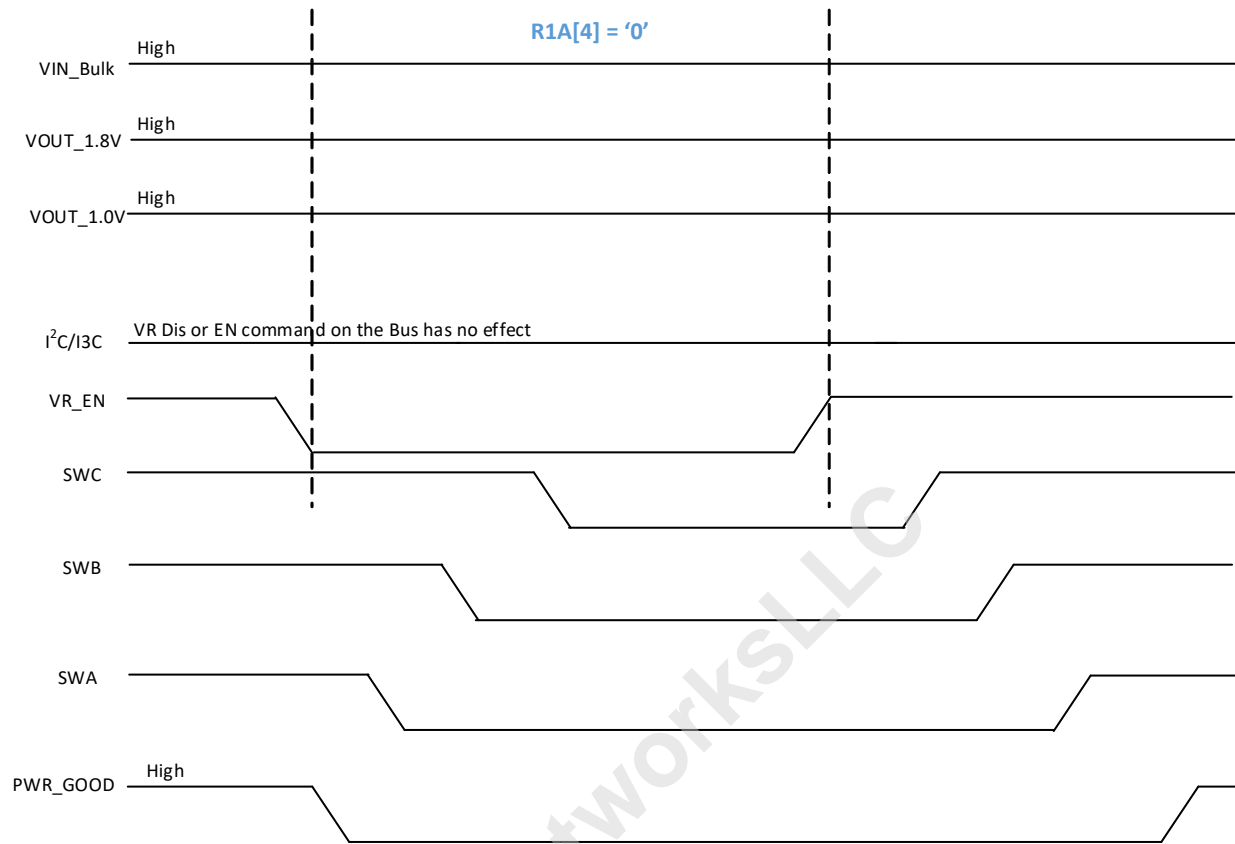 R1A[4] = ‘0’
High
VIN_Bulk
High
VOUT_1.8V
High
VOUT_1.0V
VR Dis or EN command on the Bus has no effect
I²C/I3C
VR_EN
SWC
SWB
SWA
High
PWR_GOOD
tworksLLC